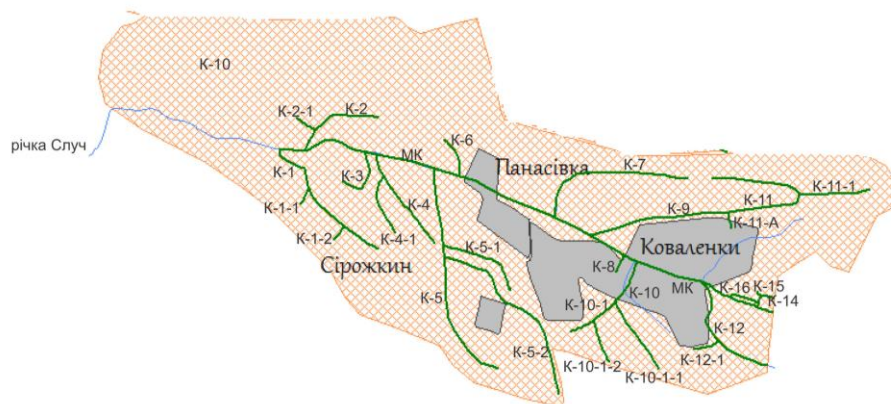 К-10
К-2-1
К-2
річка Случ
К-6
МК
К-1
К-3
Панасівка
К-7
К-1-1
К-4
К-9
К-11
К-11-1
К-11-А
К-1-2
К-4-1
К-5-1
Коваленки
Сірожкин
К-8
К-5
К-10-1
К-10
МК
К-16
К-15
К-14
К-12
К-5-2
К-10-1-2
К-10-1-1
К-12-1